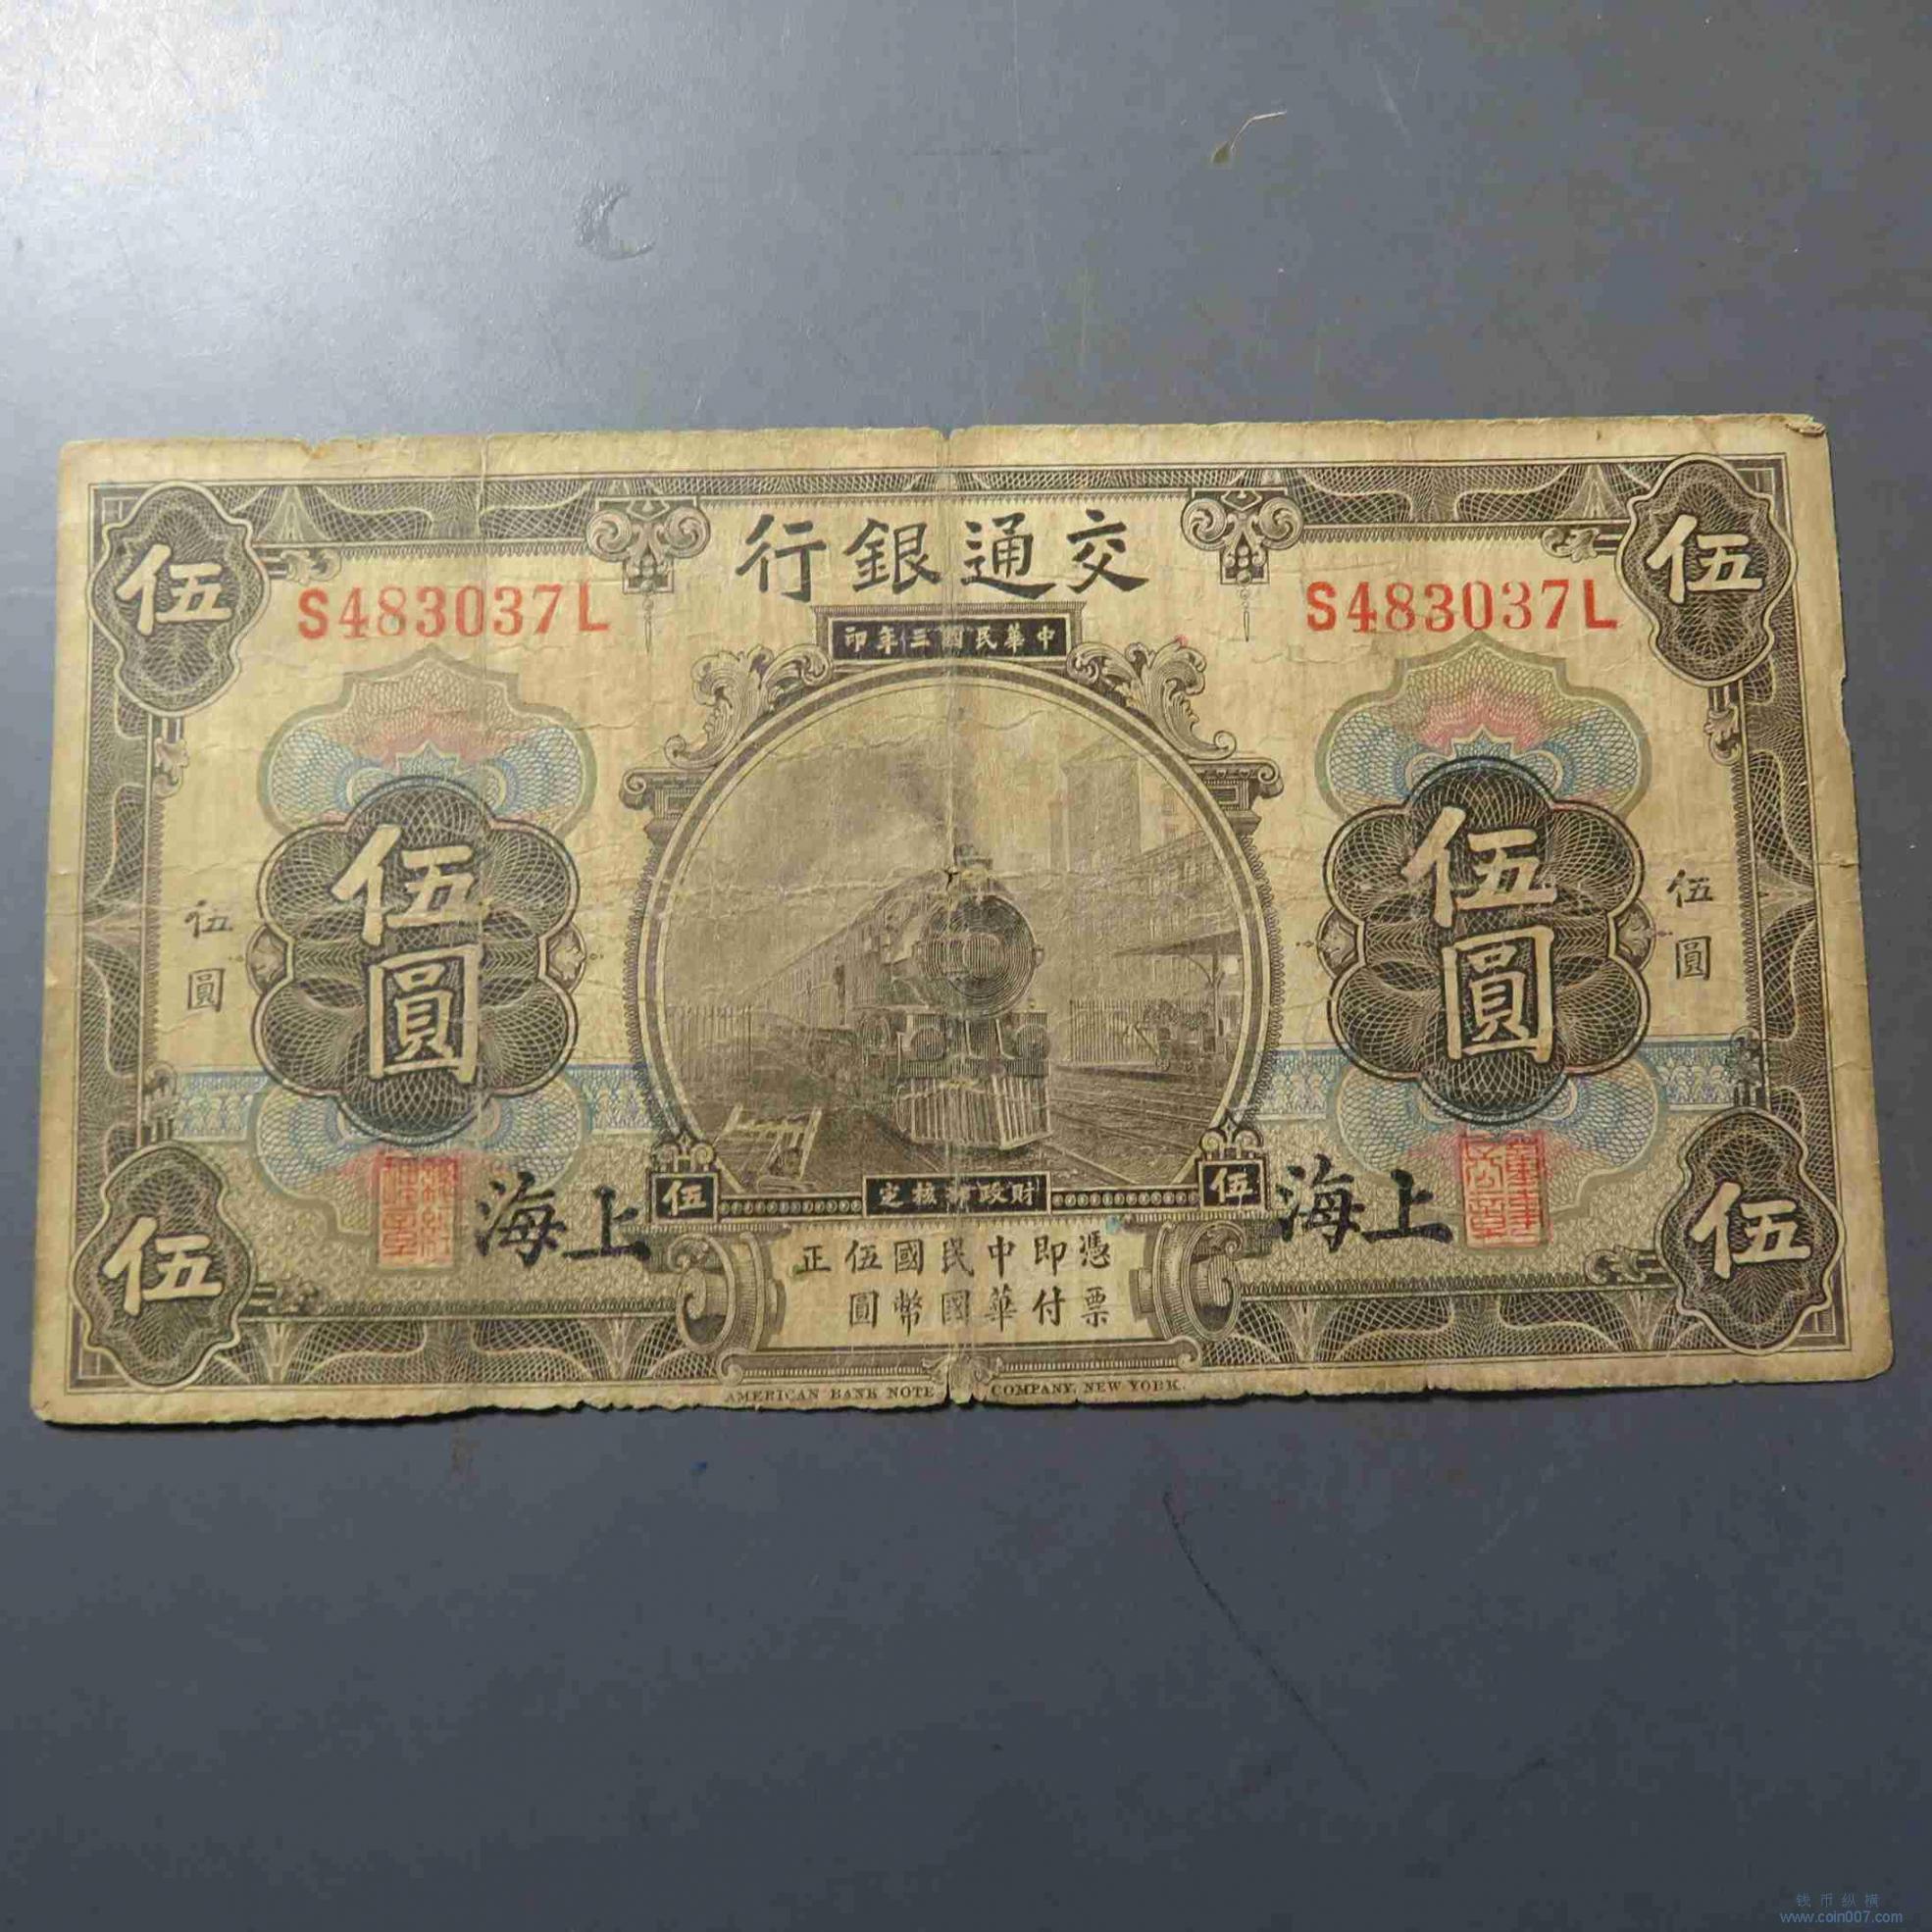 交通銀行
S483037L
S483037L
中華民國三年印
伍
伍
伍圓
伍圓
伍圓
伍圓
上海
上海
伍
伍
財政部核定
憑票即付中華民國國幣伍圓正
伍
伍
AMERICAN BANK NOTE COMPANY, NEW YORK.
钱币纵横
www.coin007.com